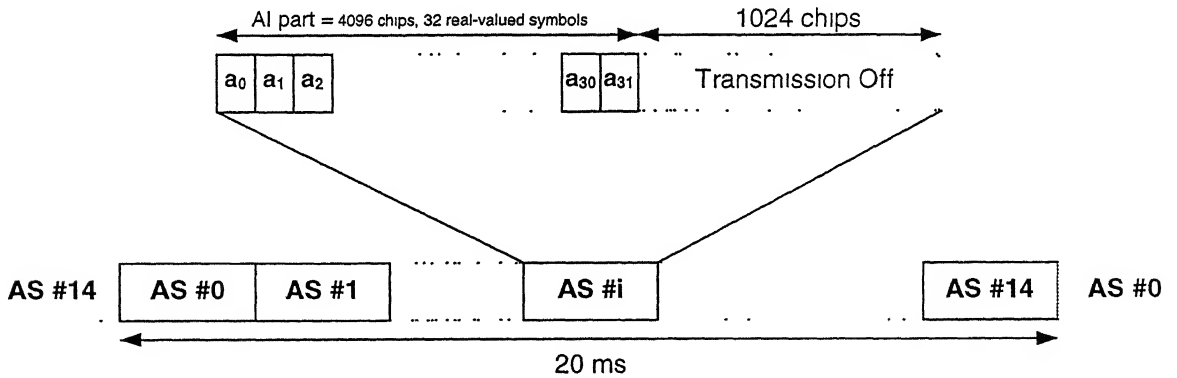 AI part = 4096 chips, 32 real-valued symbols 1024 chips
a0 a1 a2 a30 a31 Transmission Off
AS #14 AS #0 AS #1 AS #i AS #14 AS #0
20 ms